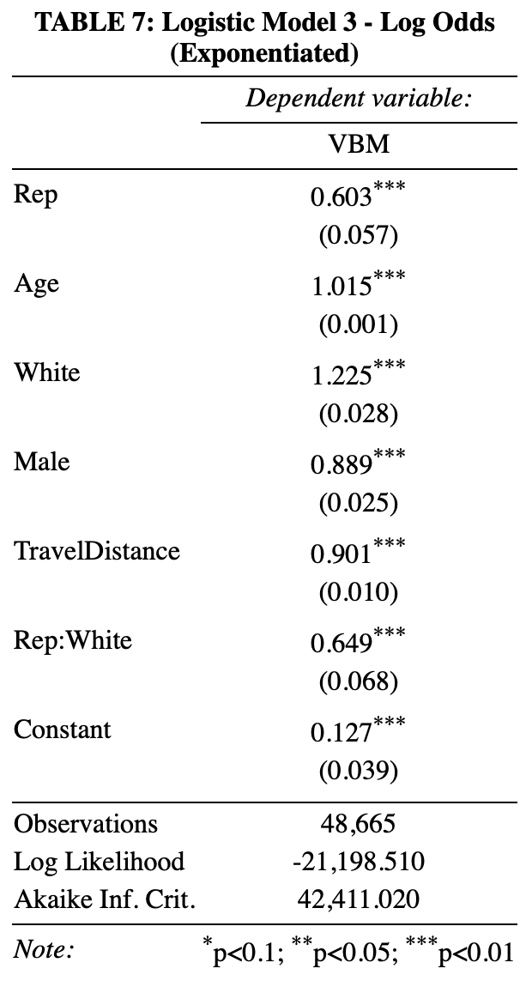 TABLE 7: Logistic Model 3 - Log Odds
(Exponentiated)
Dependent variable:
VBM
Rep 0.603***
(0.057)
Age 1.015***
(0.001)
White 1.225***
(0.028)
Male 0.889***
(0.025)
TravelDistance 0.901***
(0.010)
Rep:White 0.649***
(0.068)
Constant 0.127***
(0.039)
Observations 48,665
Log Likelihood -21,198.510
Akaike Inf. Crit. 42,411.020
Note: *p<0.1; **p<0.05; ***p<0.01